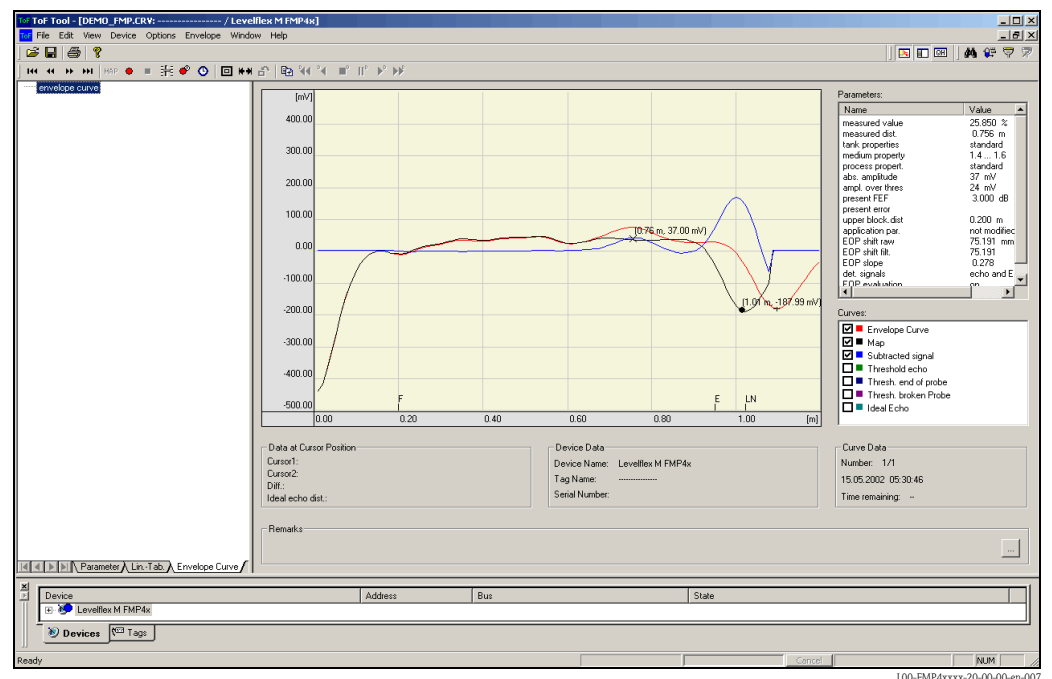 ToF Tool - [DEMO_FMP.CRV: ---------------- / Levelflex M FMP4x]
File Edit View Device Options Envelope Window Help
MAP
envelope curve
[mV]
400.00
300.00
200.00
100.00
0.00
-100.00
-200.00
-300.00
-400.00
-500.00
[0.76 m, 37.00 mV]
[1.01 m, -187.99 mV]
F E LN
0.00 0.20 0.40 0.60 0.80 1.00 [m]
Parameters:
Name Value
measured value 25.850 %
measured dist. 0.756 m
tank properties standard
medium property 1.4 ... 1.6
process propert. standard
abs. amplitude 37 mV
ampl. over thres 24 mV
present FEF 3.000 dB
present error
upper block.dist 0.200 m
application par. not modified
EOP shift raw 75.191 mm
EOP shift filt. 75.191
EOP slope 0.278
det. signals echo and E
EOP evaluation on
Curves:
Envelope Curve
Map
Subtracted signal
Threshold echo
Thresh. end of probe
Thresh. broken Probe
Ideal Echo
Data at Cursor Position
Cursor1:
Cursor2:
Diff.:
Ideal echo dist.:
Device Data
Device Name: Levelflex M FMP4x
Tag Name: ----------------
Serial Number:
Curve Data
Number: 1/1
15.05.2002 05:30:46
Time remaining: --
Remarks
...
Parameter Lin.-Tab. Envelope Curve
Device Address Bus State
Levelflex M FMP4x
Devices Tags
Ready Cancel NUM
100-FMP4xxxx-20-00-00-en-007